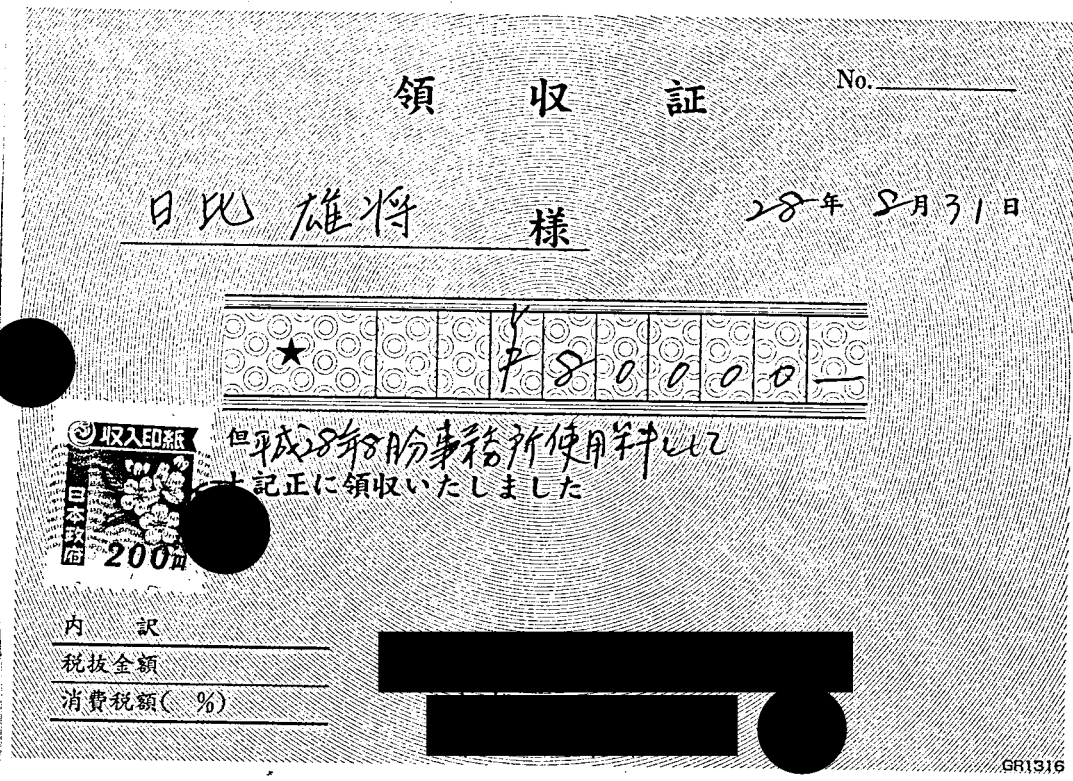 領収証
No.
日比 雄将 様
28年 8月31日
★ ¥780000—
但平成28年8月分事務所使用料として
上記正に領収いたしました
収入印紙
日本政府
200円
内 訳
税抜金額
消費税額( %)
GR1316